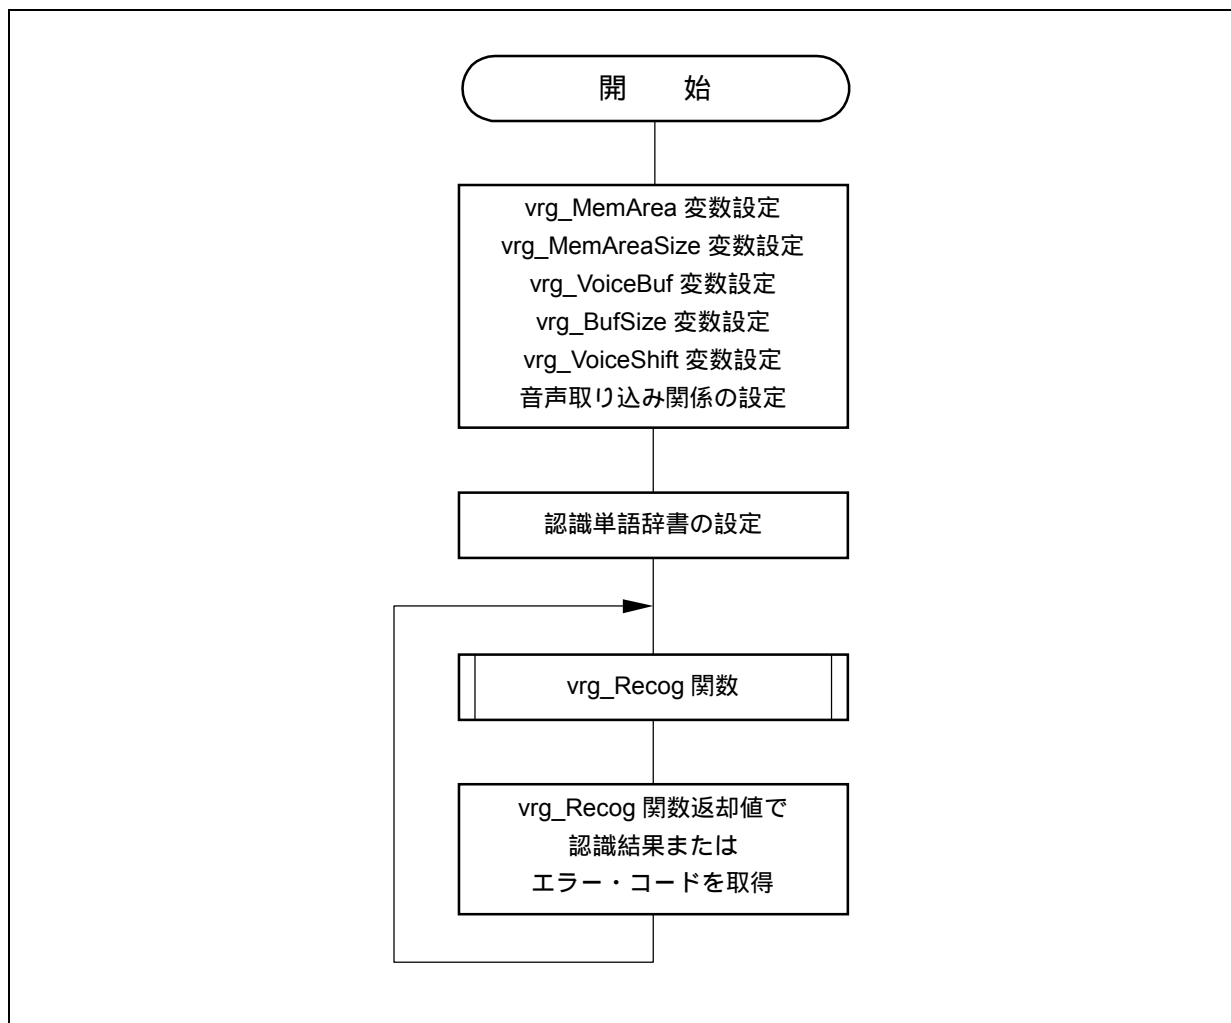 開　　始
vrg_MemArea 変数設定
vrg_MemAreaSize 変数設定
vrg_VoiceBuf 変数設定
vrg_BufSize 変数設定
vrg_VoiceShift 変数設定
音声取り込み関係の設定
認識単語辞書の設定
vrg_Recog 関数
vrg_Recog 関数返却値で
認識結果または
エラー・コードを取得